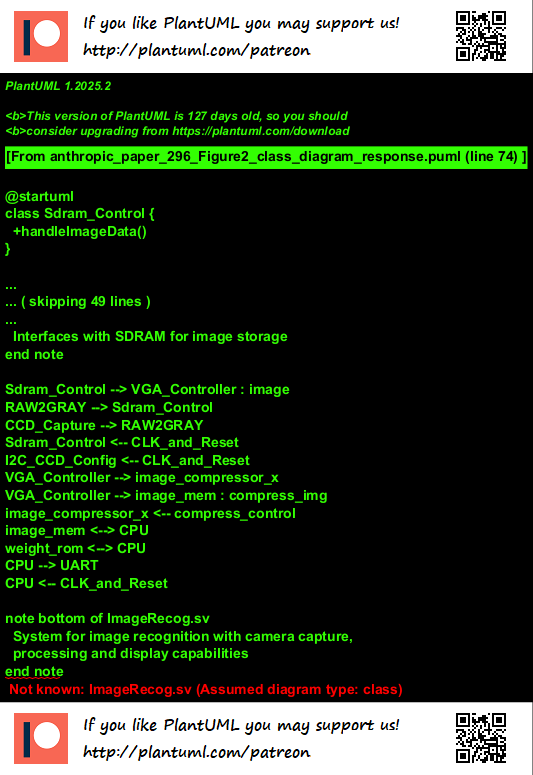 If you like PlantUML you may support us!
http://plantuml.com/patreon
PlantUML 1.2025.2
<b>This version of PlantUML is 127 days old, so you should
<b>consider upgrading from https://plantuml.com/download
[From anthropic_paper_296_Figure2_class_diagram_response.puml (line 74) ]
@startuml
class Sdram_Control {
+handleImageData()
}
...
... ( skipping 49 lines )
...
Interfaces with SDRAM for image storage
end note
Sdram_Control --> VGA_Controller : image
RAW2GRAY --> Sdram_Control
CCD_Capture --> RAW2GRAY
Sdram_Control <-- CLK_and_Reset
I2C_CCD_Config <-- CLK_and_Reset
VGA_Controller --> image_compressor_x
VGA_Controller --> image_mem : compress_img
image_compressor_x <-- compress_control
image_mem <--> CPU
weight_rom <--> CPU
CPU --> UART
CPU <-- CLK_and_Reset
note bottom of ImageRecog.sv
System for image recognition with camera capture,
processing and display capabilities
end note
Not known: ImageRecog.sv (Assumed diagram type: class)
If you like PlantUML you may support us!
http://plantuml.com/patreon